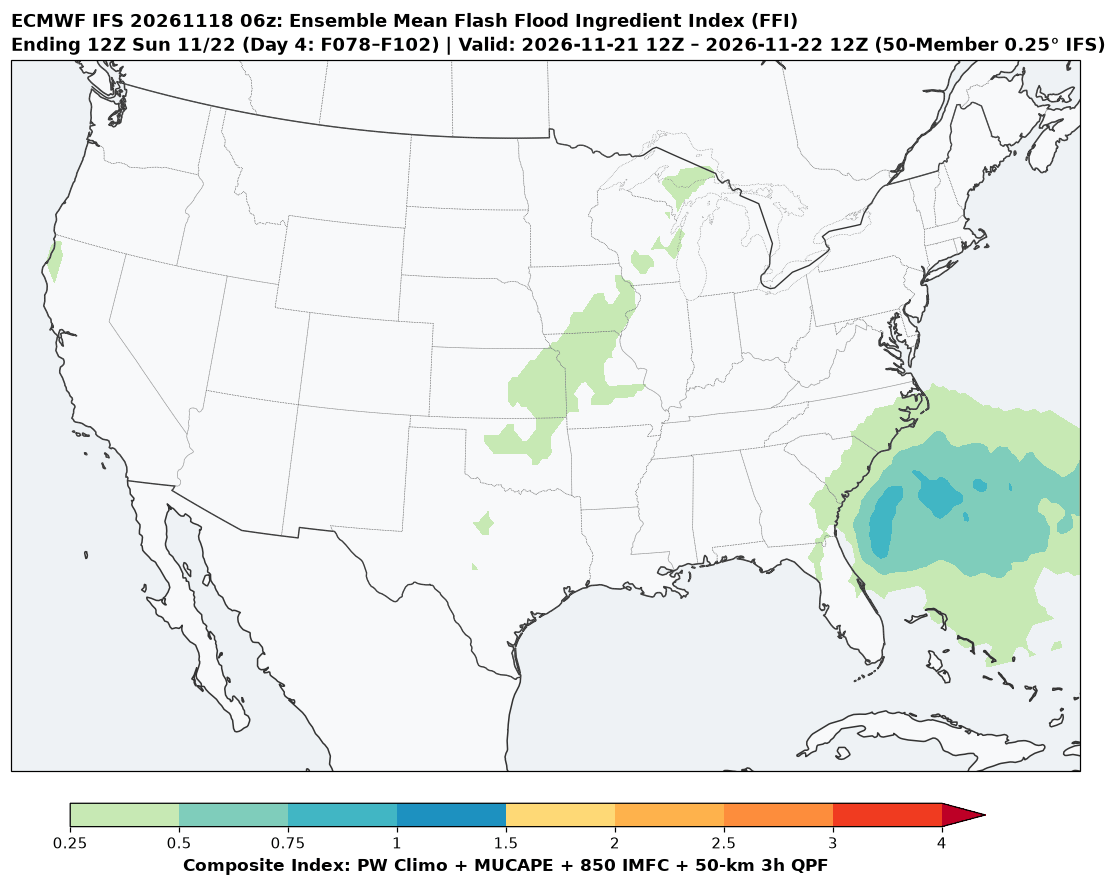 ECMWF IFS 20261118 06z: Ensemble Mean Flash Flood Ingredient Index (FFI)
Ending 12Z Sun 11/22 (Day 4: F078–F102) | Valid: 2026-11-21 12Z – 2026-11-22 12Z (50-Member 0.25° IFS)
0.25 0.5 0.75 1 1.5 2 2.5 3 4
Composite Index: PW Climo + MUCAPE + 850 IMFC + 50-km 3h QPF